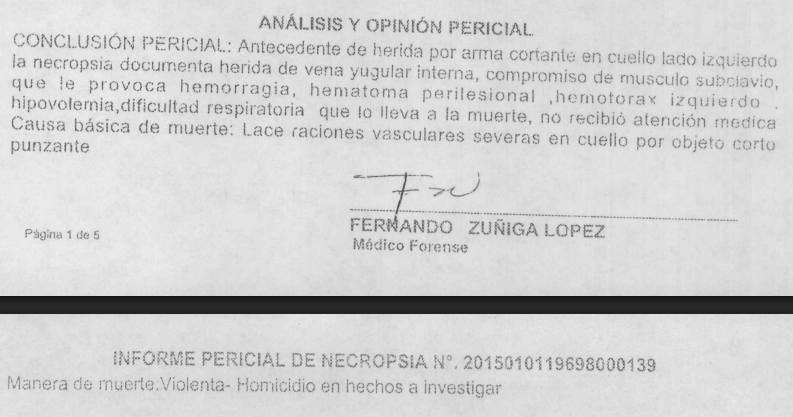 ANÁLISIS Y OPINIÓN PERICIAL
CONCLUSIÓN PERICIAL: Antecedente de herida por arma cortante en cuello lado izquierdo
la necropsia documenta herida de vena yugular interna, compromiso de musculo subclavio,
que le provoca hemorragia, hematoma perilesional ,hemotorax izquierdo .
hipovolemia,dificultad respiratoria que lo lleva a la muerte, no recibió atención medica
Causa básica de muerte: Lace raciones vasculares severas en cuello por objeto corto
punzante
FERNANDO ZUÑIGA LOPEZ
Página 1 de 5
Médico Forense
INFORME PERICIAL DE NECROPSIA N°. 2015010119698000139
Manera de muerte:Violenta- Homicidio en hechos a investigar